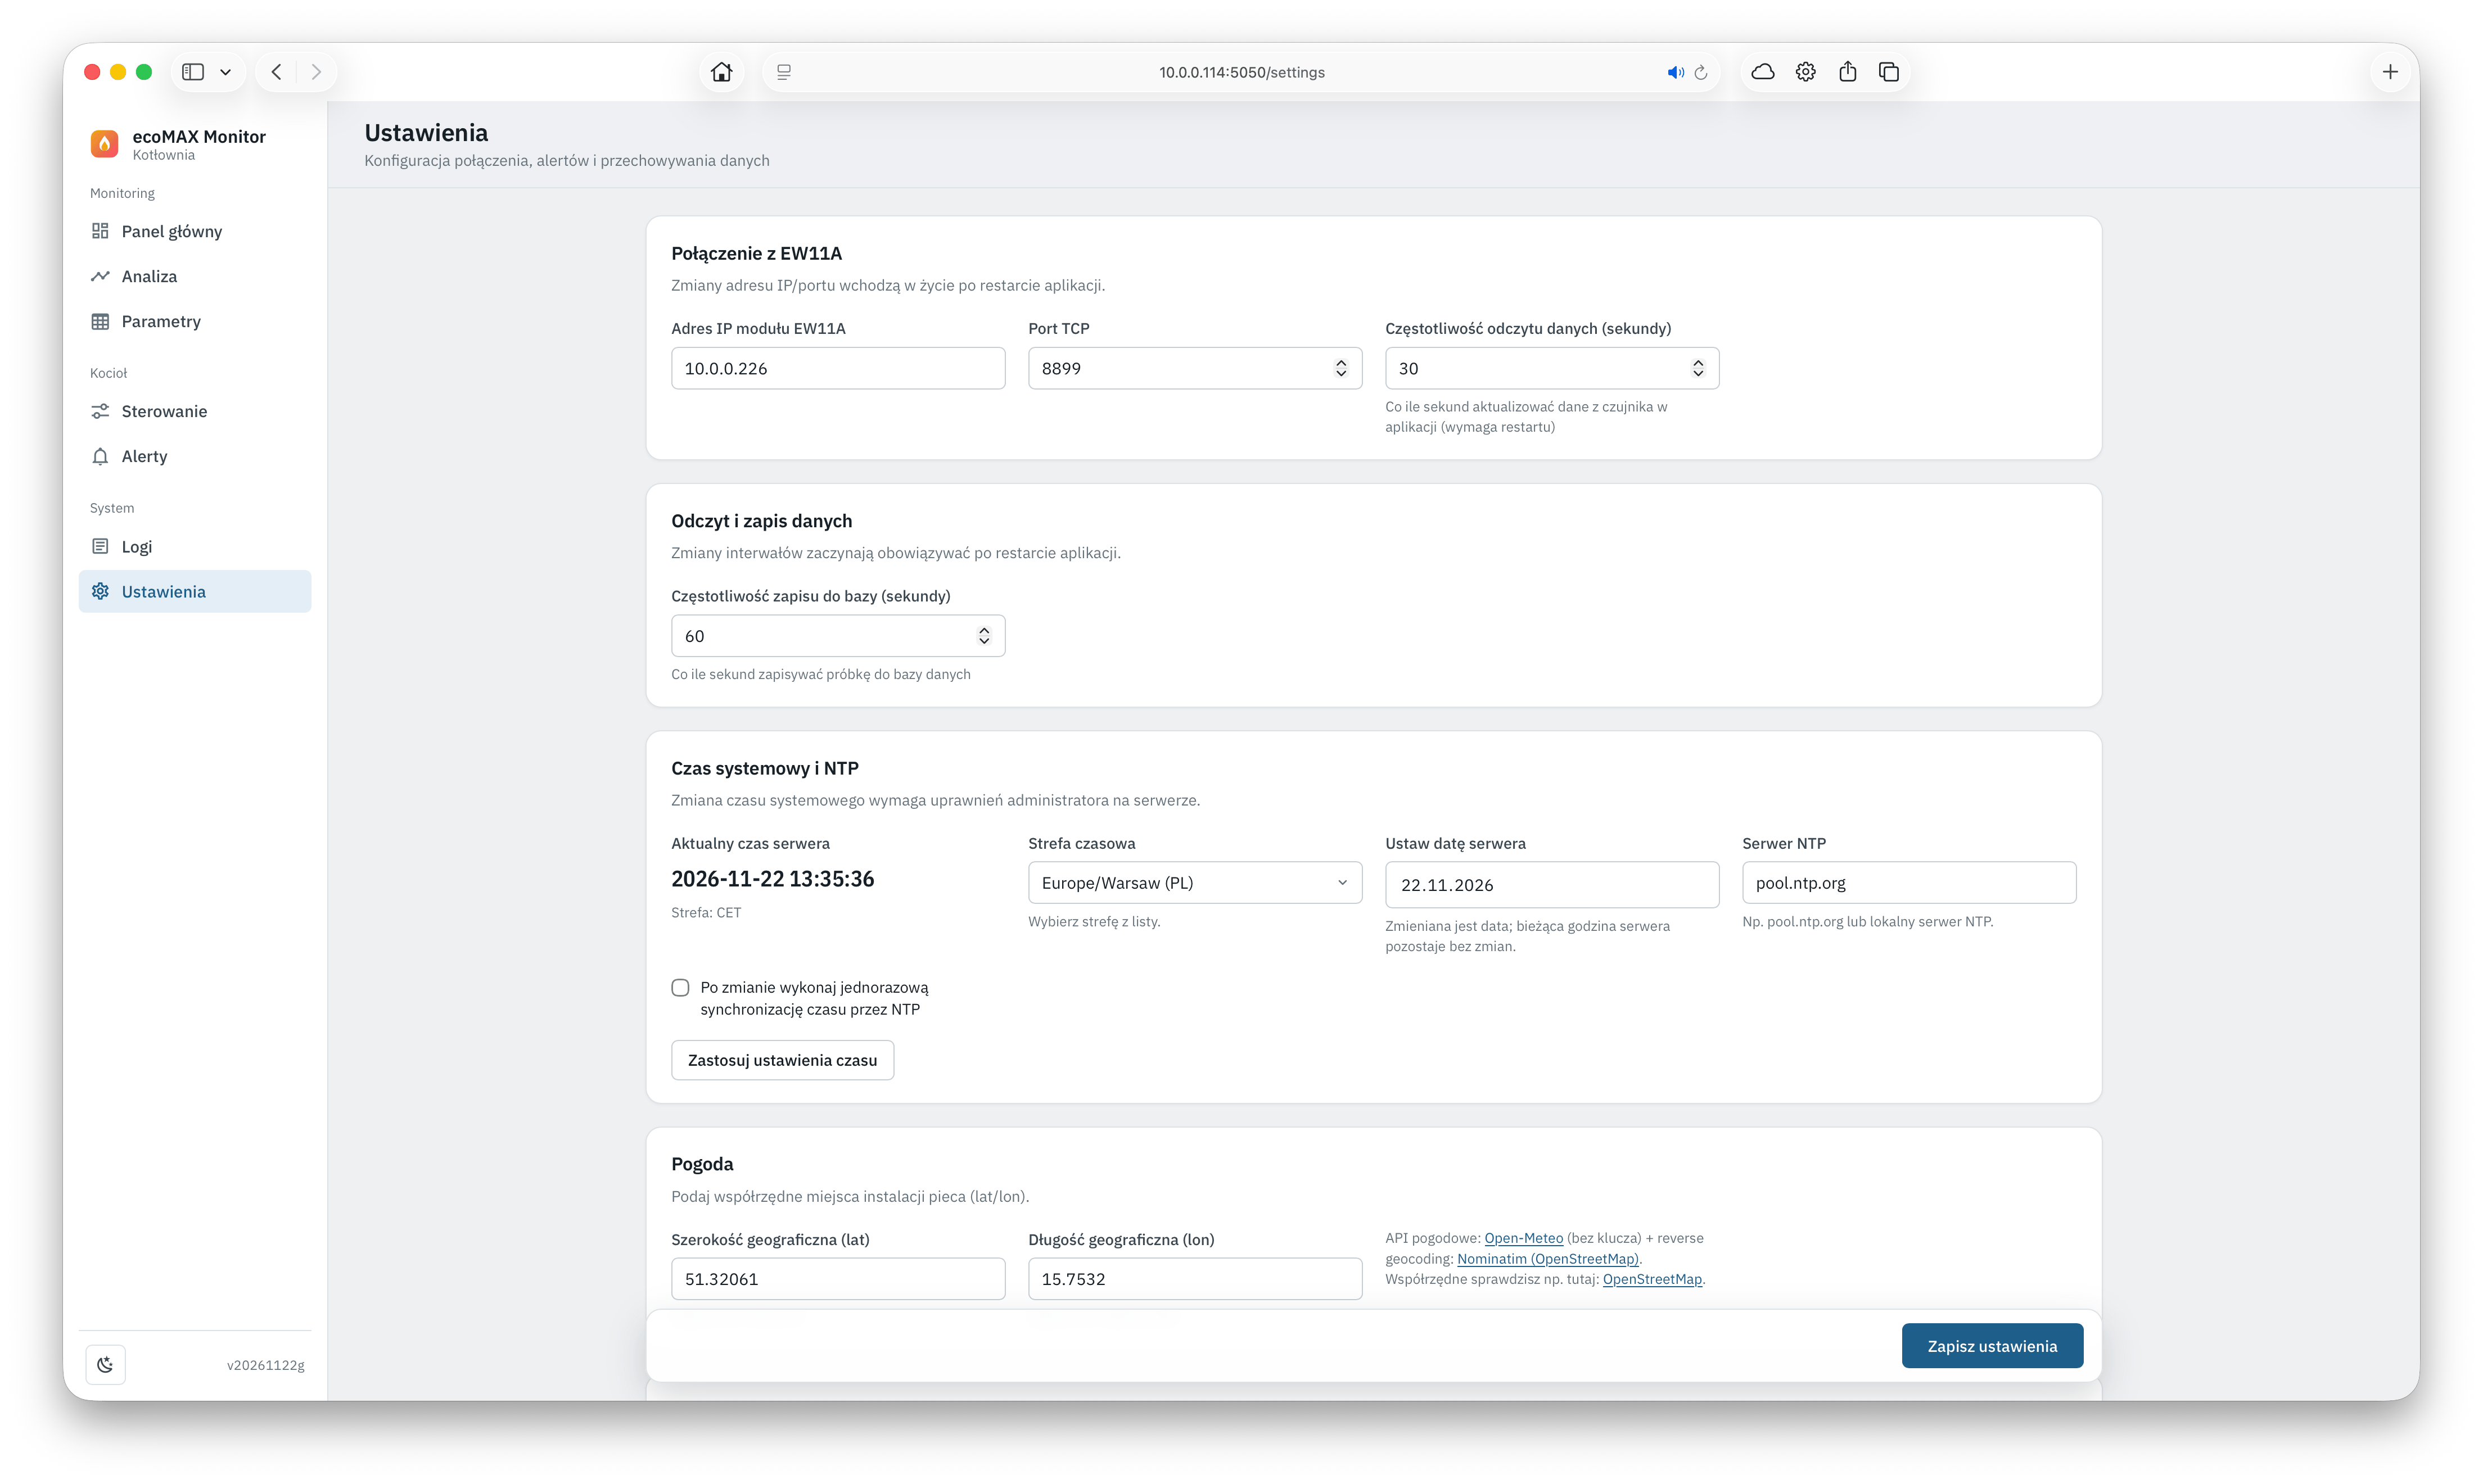 10.0.0.114:5050/settings
ecoMAX Monitor
Kotłownia
Monitoring
Panel główny
Analiza
Parametry
Kocioł
Sterowanie
Alerty
System
Logi
Ustawienia
v20261122g
Ustawienia
Konfiguracja połączenia, alertów i przechowywania danych
Połączenie z EW11A
Zmiany adresu IP/portu wchodzą w życie po restarcie aplikacji.
Adres IP modułu EW11A
10.0.0.226
Port TCP
8899
Częstotliwość odczytu danych (sekundy)
30
Co ile sekund aktualizować dane z czujnika w
aplikacji (wymaga restartu)
Odczyt i zapis danych
Zmiany interwałów zaczynają obowiązywać po restarcie aplikacji.
Częstotliwość zapisu do bazy (sekundy)
60
Co ile sekund zapisywać próbkę do bazy danych
Czas systemowy i NTP
Zmiana czasu systemowego wymaga uprawnień administratora na serwerze.
Aktualny czas serwera
2026-11-22 13:35:36
Strefa: CET
Strefa czasowa
Europe/Warsaw (PL)
Wybierz strefę z listy.
Ustaw datę serwera
22.11.2026
Zmieniana jest data; bieżąca godzina serwera
pozostaje bez zmian.
Serwer NTP
pool.ntp.org
Np. pool.ntp.org lub lokalny serwer NTP.
Po zmianie wykonaj jednorazową
synchronizację czasu przez NTP
Zastosuj ustawienia czasu
Pogoda
Podaj współrzędne miejsca instalacji pieca (lat/lon).
Szerokość geograficzna (lat)
51.32061
Długość geograficzna (lon)
15.7532
API pogodowe: Open-Meteo (bez klucza) + reverse
geocoding: Nominatim (OpenStreetMap).
Współrzędne sprawdzisz np. tutaj: OpenStreetMap.
Zapisz ustawienia